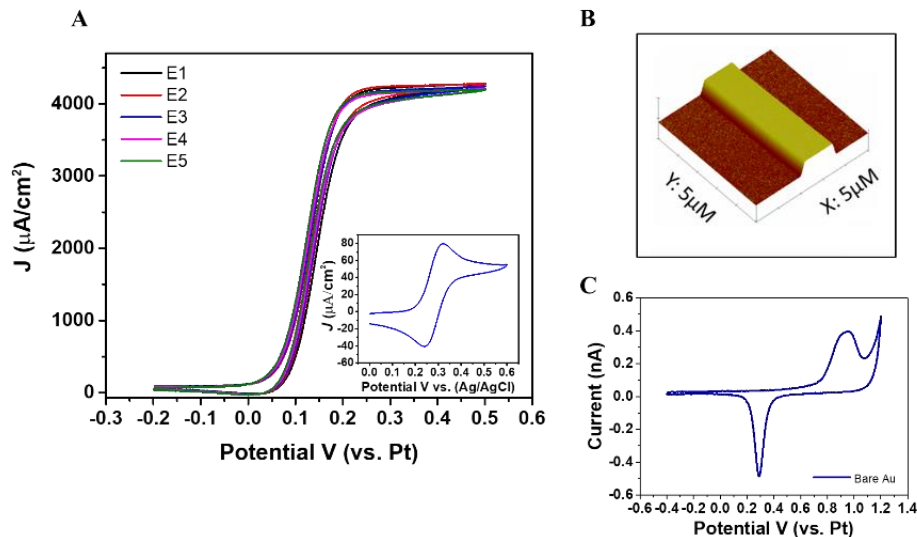 A
E1
E2
E3
E4
E5
4000
3000
2000
1000
0
J (µA/cm²)
-0.2 -0.1 0.0 0.1 0.2 0.3 0.4 0.5 0.6
Potential V (vs. Pt)
80
60
40
20
0
-20
-40
-60
J (µA/cm²)
0.0 0.1 0.2 0.3 0.4 0.5 0.6
Potential V vs. (Ag/AgCl)
B
Y: 5µM
X: 5µM
C
0.6
0.4
0.2
0.0
-0.2
-0.4
-0.6
Current (nA)
Bare Au
-0.6 -0.4 -0.2 0.0 0.2 0.4 0.6 0.8 1.0 1.2 1.4
Potential V (vs. Pt)